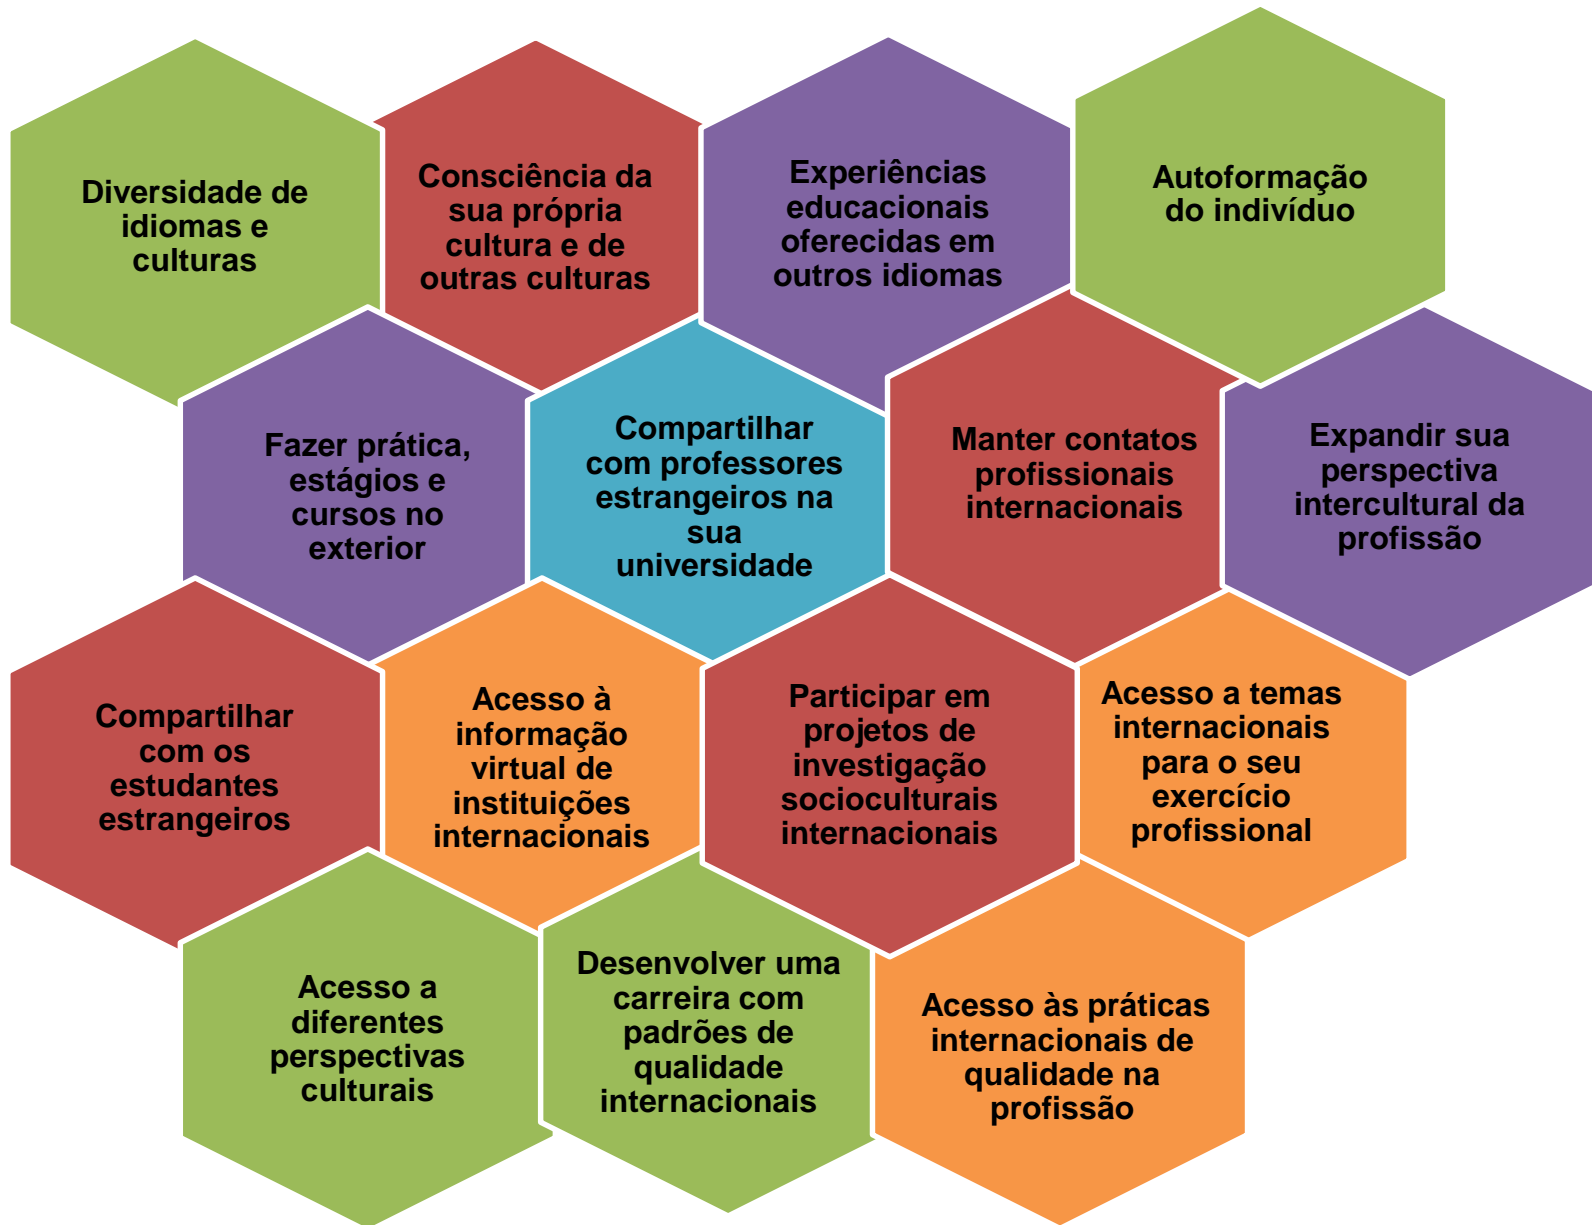 Diversidade de
idiomas e
culturas
Consciência da
sua própria
cultura e de
outras culturas
Experiências
educacionais
oferecidas em
outros idiomas
Autoformação
do indivíduo
Fazer prática,
estágios e
cursos no
exterior
Compartilhar
com professores
estrangeiros na
sua
universidade
Manter contatos
profissionais
internacionais
Expandir sua
perspectiva
intercultural da
profissão
Compartilhar
com os
estudantes
estrangeiros
Acesso à
informação
virtual de
instituições
internacionais
Participar em
projetos de
investigação
socioculturais
internacionais
Acesso a temas
internacionais
para o seu
exercício
profissional
Acesso a
diferentes
perspectivas
culturais
Desenvolver uma
carreira com
padrões de
qualidade
internacionais
Acesso às práticas
internacionais de
qualidade na
profissão